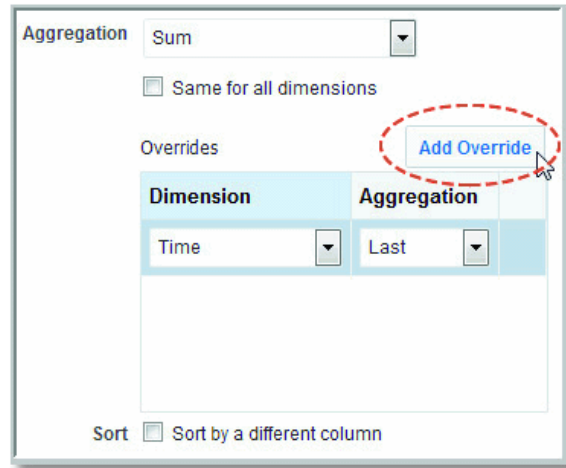 Aggregation Sum
Same for all dimensions
Overrides Add Override
Dimension Aggregation
Time Last
Sort Sort by a different column